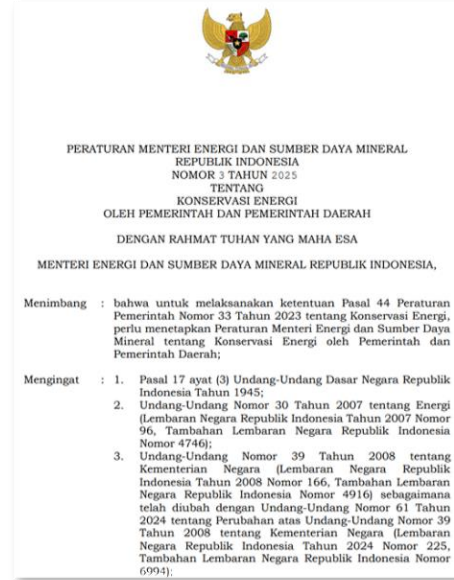 PERATURAN MENTERI ENERGI DAN SUMBER DAYA MINERAL
REPUBLIK INDONESIA
NOMOR 3 TAHUN 2025
TENTANG
KONSERVASI ENERGI
OLEH PEMERINTAH DAN PEMERINTAH DAERAH
DENGAN RAHMAT TUHAN YANG MAHA ESA
MENTERI ENERGI DAN SUMBER DAYA MINERAL REPUBLIK INDONESIA,
Menimbang : bahwa untuk melaksanakan ketentuan Pasal 44 Peraturan
Pemerintah Nomor 33 Tahun 2023 tentang Konservasi Energi,
perlu menetapkan Peraturan Menteri Energi dan Sumber Daya
Mineral tentang Konservasi Energi oleh Pemerintah dan
Pemerintah Daerah;
Mengingat : 1. Pasal 17 ayat (3) Undang-Undang Dasar Negara Republik
Indonesia Tahun 1945;
2. Undang-Undang Nomor 30 Tahun 2007 tentang Energi
(Lembaran Negara Republik Indonesia Tahun 2007 Nomor
96, Tambahan Lembaran Negara Republik Indonesia
Nomor 4746);
3. Undang-Undang Nomor 39 Tahun 2008 tentang
Kementerian Negara (Lembaran Negara Republik
Indonesia Tahun 2008 Nomor 166, Tambahan Lembaran
Negara Republik Indonesia Nomor 4916) sebagaimana
telah diubah dengan Undang-Undang Nomor 61 Tahun
2024 tentang Perubahan atas Undang-Undang Nomor 39
Tahun 2008 tentang Kementerian Negara (Lembaran
Negara Republik Indonesia Tahun 2024 Nomor 225,
Tambahan Lembaran Negara Republik Indonesia Nomor
6994);